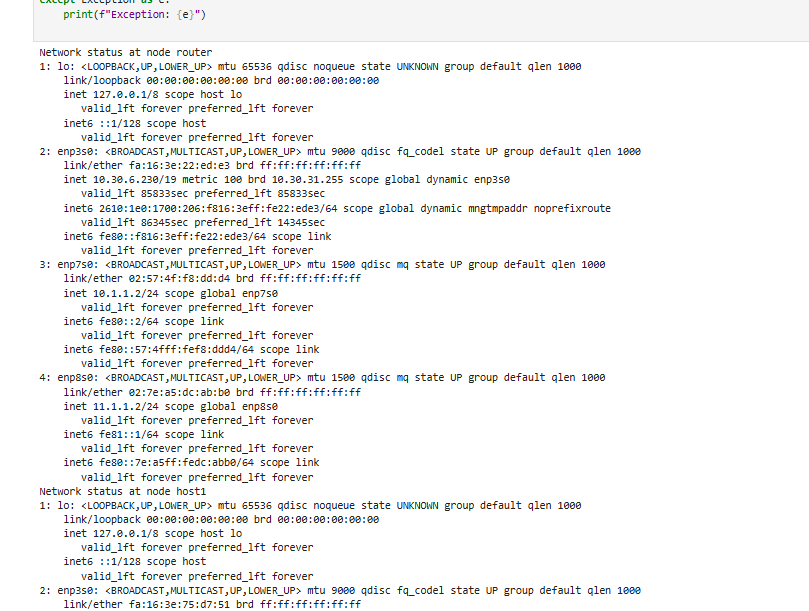 except Exception as e:
    print(f"Exception: {e}")
Network status at node router
1: lo: <LOOPBACK,UP,LOWER_UP> mtu 65536 qdisc noqueue state UNKNOWN group default qlen 1000
    link/loopback 00:00:00:00:00:00 brd 00:00:00:00:00:00
    inet 127.0.0.1/8 scope host lo
       valid_lft forever preferred_lft forever
    inet6 ::1/128 scope host
       valid_lft forever preferred_lft forever
2: enp3s0: <BROADCAST,MULTICAST,UP,LOWER_UP> mtu 9000 qdisc fq_codel state UP group default qlen 1000
    link/ether fa:16:3e:22:ed:e3 brd ff:ff:ff:ff:ff:ff
    inet 10.30.6.230/19 metric 100 brd 10.30.31.255 scope global dynamic enp3s0
       valid_lft 85833sec preferred_lft 85833sec
    inet6 2610:1e0:1700:206:f816:3eff:fe22:ede3/64 scope global dynamic mngtmpaddr noprefixroute
       valid_lft 86345sec preferred_lft 14345sec
    inet6 fe80::f816:3eff:fe22:ede3/64 scope link
       valid_lft forever preferred_lft forever
3: enp7s0: <BROADCAST,MULTICAST,UP,LOWER_UP> mtu 1500 qdisc mq state UP group default qlen 1000
    link/ether 02:57:4f:f8:dd:d4 brd ff:ff:ff:ff:ff:ff
    inet 10.1.1.2/24 scope global enp7s0
       valid_lft forever preferred_lft forever
    inet6 fe80::2/64 scope link
       valid_lft forever preferred_lft forever
    inet6 fe80::57:4fff:fef8:ddd4/64 scope link
       valid_lft forever preferred_lft forever
4: enp8s0: <BROADCAST,MULTICAST,UP,LOWER_UP> mtu 1500 qdisc mq state UP group default qlen 1000
    link/ether 02:7e:a5:dc:ab:b0 brd ff:ff:ff:ff:ff:ff
    inet 11.1.1.2/24 scope global enp8s0
       valid_lft forever preferred_lft forever
    inet6 fe81::1/64 scope link
       valid_lft forever preferred_lft forever
    inet6 fe80::7e:a5ff:fedc:abb0/64 scope link
       valid_lft forever preferred_lft forever
Network status at node host1
1: lo: <LOOPBACK,UP,LOWER_UP> mtu 65536 qdisc noqueue state UNKNOWN group default qlen 1000
    link/loopback 00:00:00:00:00:00 brd 00:00:00:00:00:00
    inet 127.0.0.1/8 scope host lo
       valid_lft forever preferred_lft forever
    inet6 ::1/128 scope host
       valid_lft forever preferred_lft forever
2: enp3s0: <BROADCAST,MULTICAST,UP,LOWER_UP> mtu 9000 qdisc fq_codel state UP group default qlen 1000
    link/ether fa:16:3e:75:d7:51 brd ff:ff:ff:ff:ff:ff